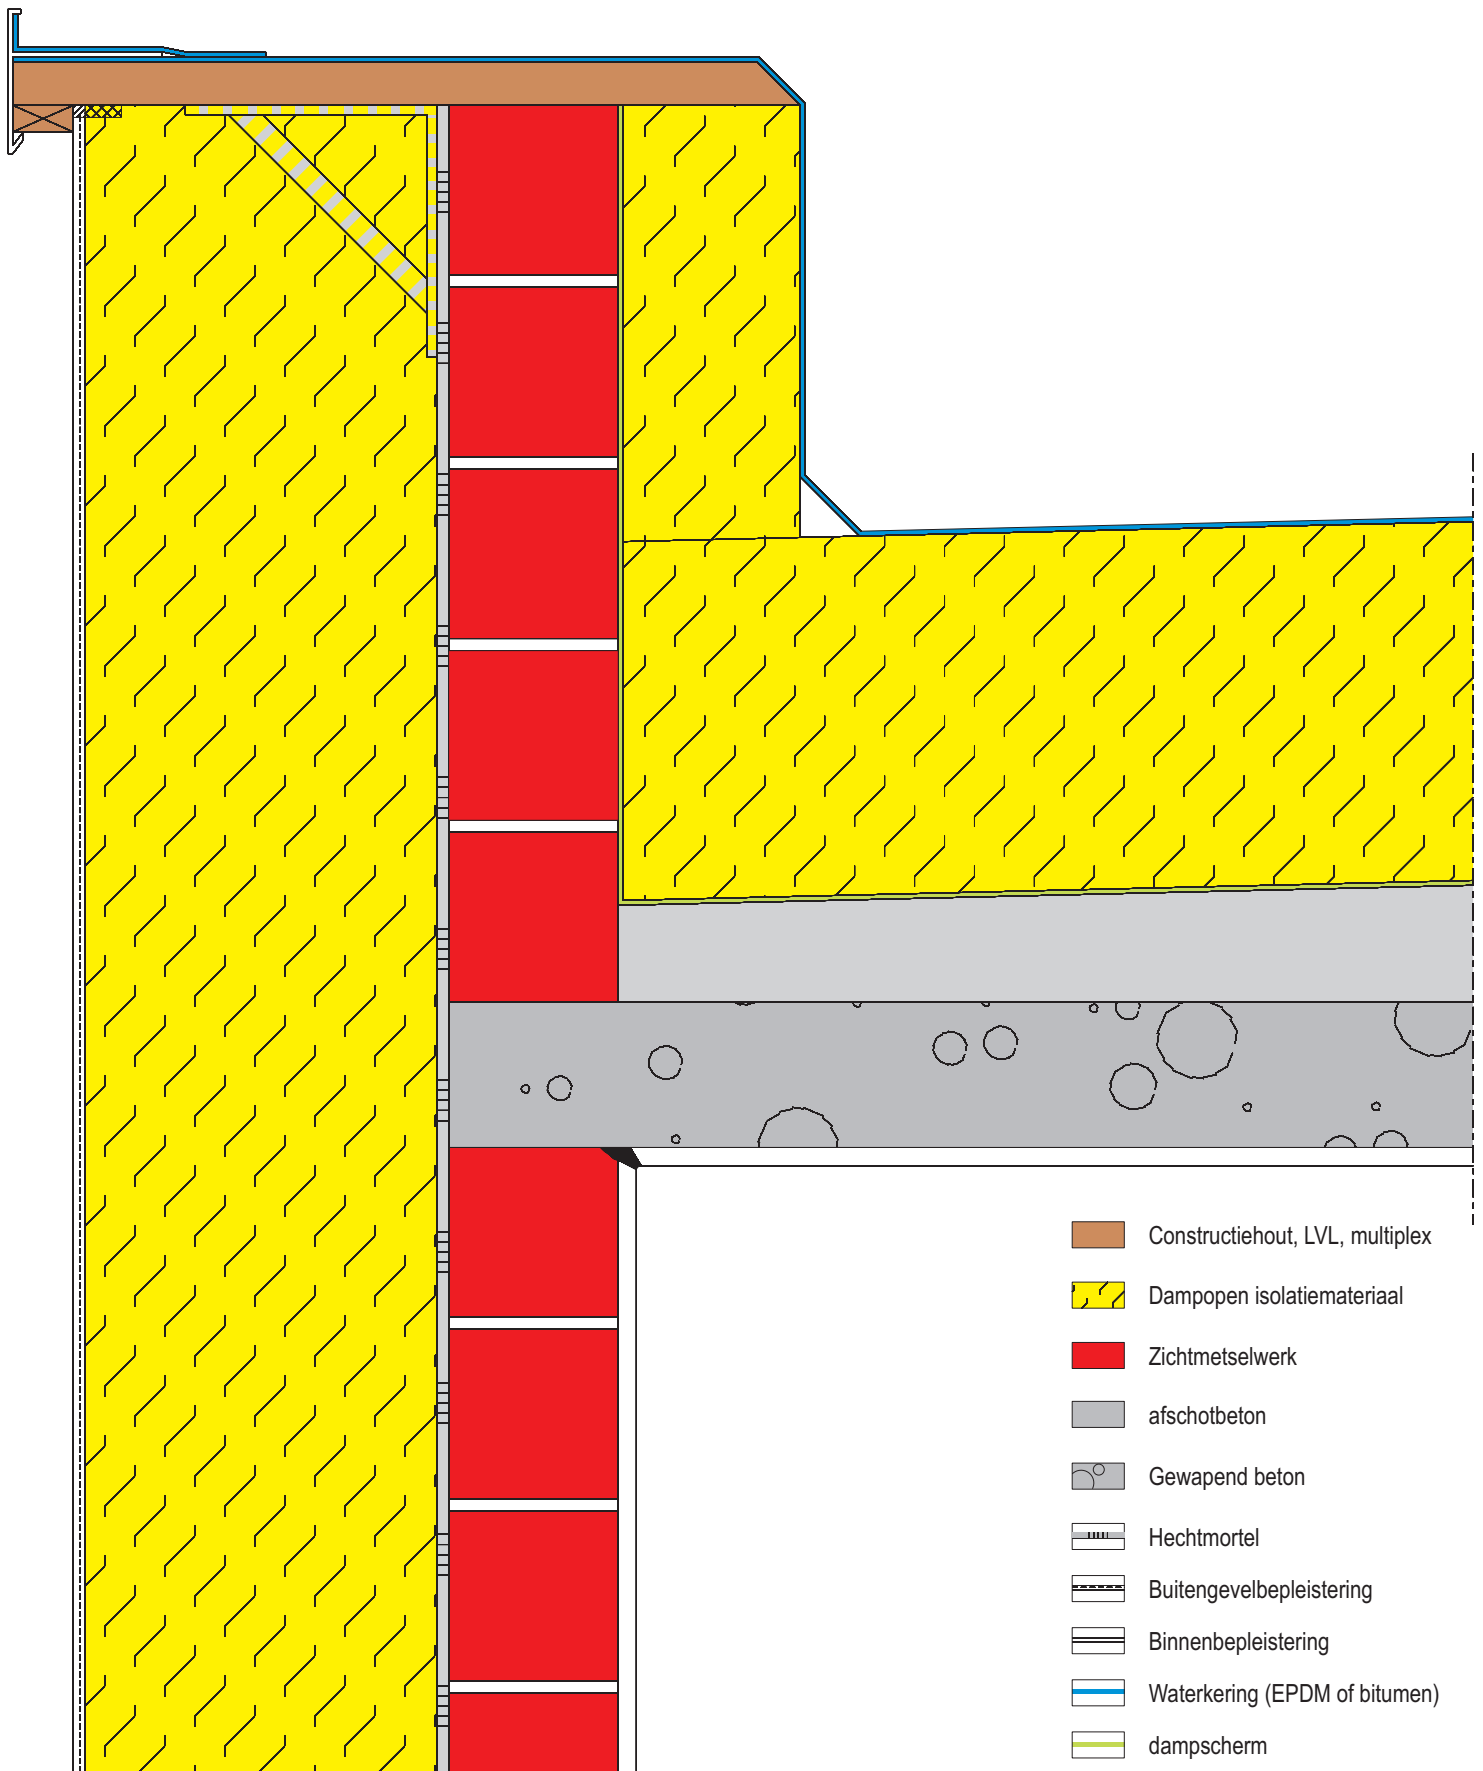 Constructiehout, LVL, multiplex
Dampopen isolatiemateriaal
Zichtmetselwerk
afschotbeton
Gewapend beton
Hechtmortel
Buitengevelbepleistering
Binnenbepleistering
Waterkering (EPDM of bitumen)
dampscherm